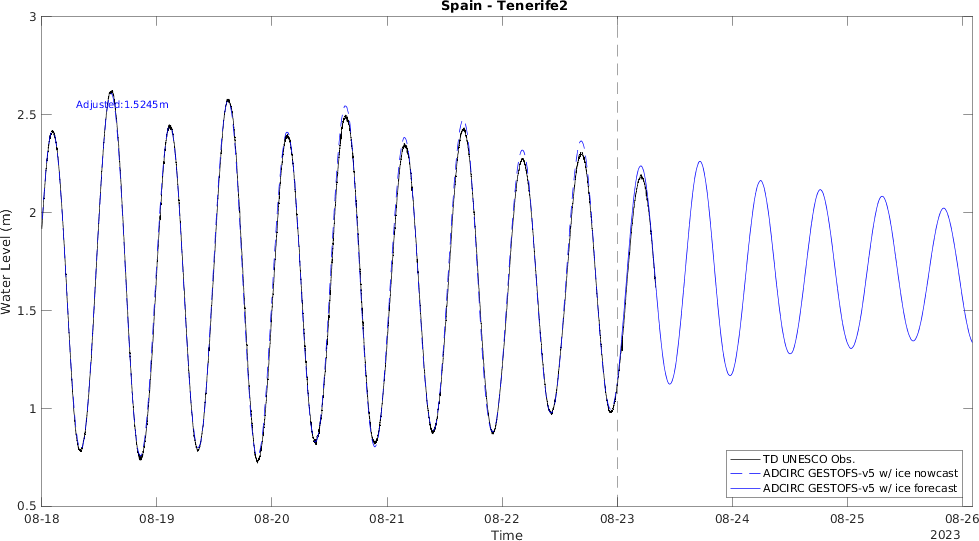 Spain - Tenerife2
3
2.5
2
1.5
1
0.5
Water Level (m)
Adjusted:1.5245m
TD UNESCO Obs.
ADCIRC GESTOFS-v5 w/ ice nowcast
ADCIRC GESTOFS-v5 w/ ice forecast
08-18 08-19 08-20 08-21 08-22 08-23 08-24 08-25 08-26
Time
2023